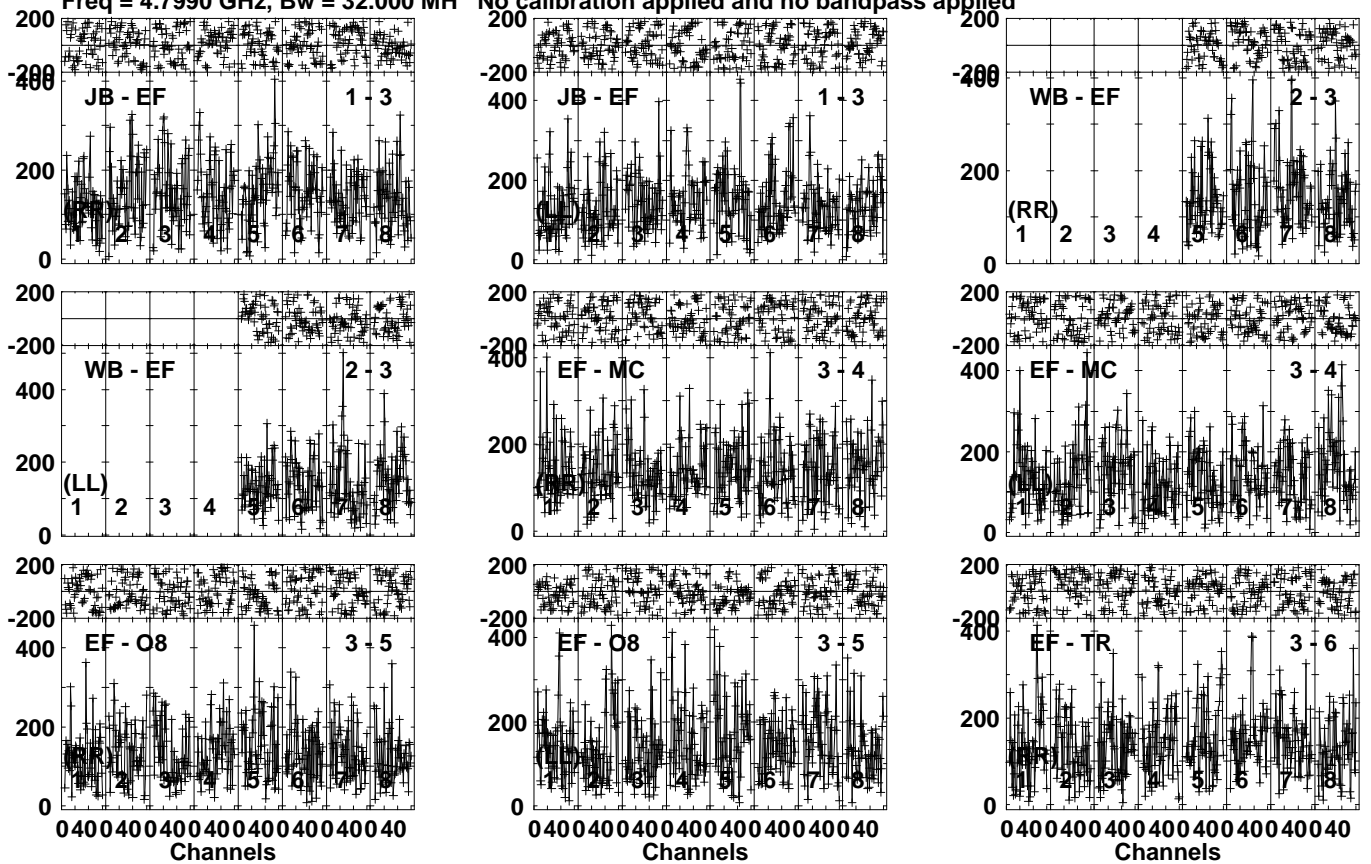 Freq = 4.7990 GHz, Bw = 32.000 MH No calibration applied and no bandpass applied
200
-200
400
200
0
JB - EF 1 - 3
(RR)
1 2 3 4 5 6 7 8
200
-200
400
200
0
JB - EF 1 - 3
(LL)
1 2 3 4 5 6 7 8
200
-200
400
200
0
WB - EF 2 - 3
(RR)
1 2 3 4 5 6 7 8
200
-200
400
200
0
WB - EF 2 - 3
(LL)
1 2 3 4 5 6 7 8
200
-200
400
200
0
EF - MC 3 - 4
(RR)
1 2 3 4 5 6 7 8
200
-200
400
200
0
EF - MC 3 - 4
(LL)
1 2 3 4 5 6 7 8
200
-200
400
200
0
EF - O8 3 - 5
(RR)
1 2 3 4 5 6 7 8
0 40 0 40 0 40 0 40 0 40 0 40 0 40 0 40
Channels
200
-200
400
200
0
EF - O8 3 - 5
(LL)
1 2 3 4 5 6 7 8
0 40 0 40 0 40 0 40 0 40 0 40 0 40 0 40
Channels
200
-200
400
200
0
EF - TR 3 - 6
(RR)
1 2 3 4 5 6 7 8
0 40 0 40 0 40 0 40 0 40 0 40 0 40 0 40
Channels